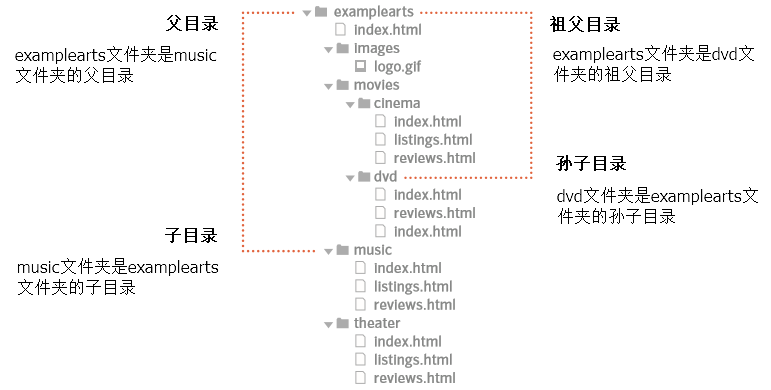 父目录
examplearts文件夹是music
文件夹的父目录
子目录
music文件夹是examplearts
文件夹的子目录
examplearts
index.html
images
logo.gif
movies
cinema
index.html
listings.html
reviews.html
dvd
index.html
reviews.html
index.html
music
index.html
listings.html
reviews.html
theater
index.html
listings.html
reviews.html
祖父目录
examplearts文件夹是dvd文
件夹的祖父目录
孙子目录
dvd文件夹是examplearts文
件夹的孙子目录